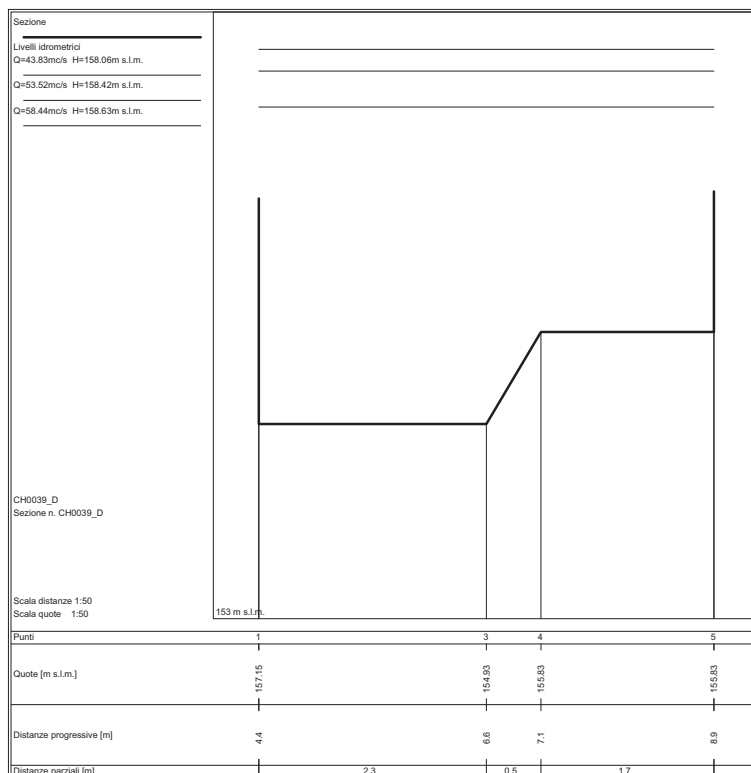 Sezione
Livelli idrometrici
Q=43.83mc/s H=158.06m s.l.m.
Q=53.52mc/s H=158.42m s.l.m.
Q=58.44mc/s H=158.63m s.l.m.
CH0039_D
Sezione n. CH0039_D
Scala distanze 1:50
Scala quote 1:50
153 m s.l.m.
Punti 1 3 4 5
Quote [m s.l.m.] 157.15 154.93 155.83 155.83
Distanze progressive [m] 4.4 6.6 7.1 8.9
Distanze parziali [m] 2.3 0.5 1.7